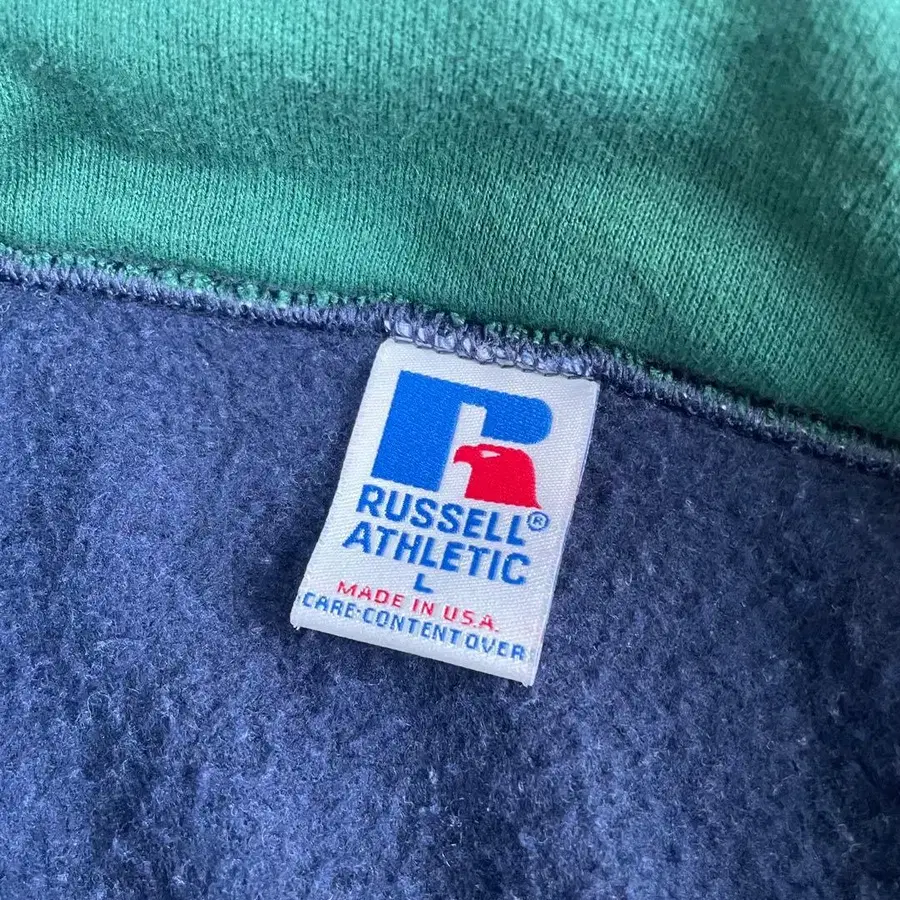 RUSSELL®
ATHLETIC
L
MADE IN U.S.A.
CARE·CONTENT OVER